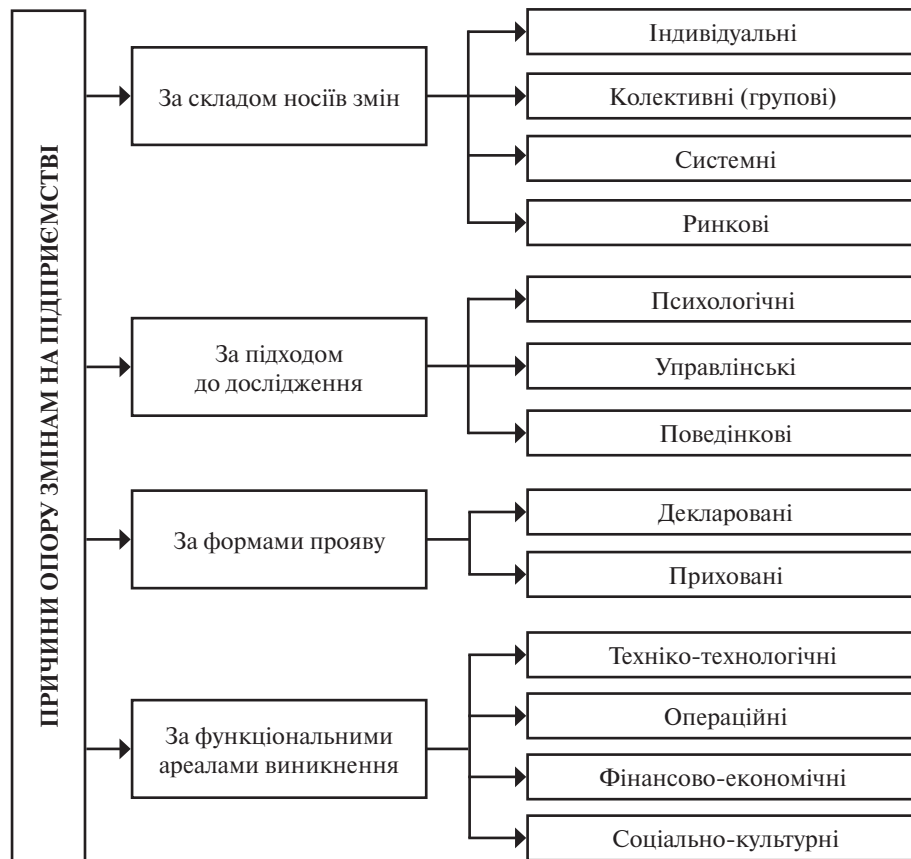 ПРИЧИНИ ОПОРУ ЗМІНАМ НА ПІДПРИЄМСТВІ
За складом носіїв змін
Індивідуальні
Колективні (групові)
Системні
Ринкові
За підходом
до дослідження
Психологічні
Управлінські
Поведінкові
За формами прояву
Декларовані
Приховані
За функціональними
ареалами виникнення
Техніко-технологічні
Операційні
Фінансово-економічні
Соціально-культурні